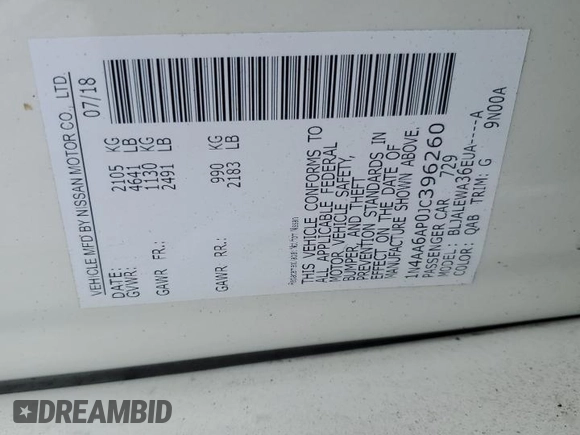 VEHICLE MFD BY NISSAN MOTOR CO., LTD.
DATE: 07/18
GVWR: 2105 KG
4641 LB
GAWR FR.: 1130 KG
2491 LB
GAWR RR.: 990 KG
2183 LB
THIS VEHICLE CONFORMS TO
ALL APPLICABLE FEDERAL
MOTOR VEHICLE SAFETY,
BUMPER, AND THEFT
PREVENTION STANDARDS IN
EFFECT ON THE DATE OF
MANUFACTURE SHOWN ABOVE.
1N4AA6AP0JC396260
PASSENGER CAR 729
MODEL: BLJALEWA36EUA----A
COLOR: QAB TRIM: G 9N00A
DREAMBID